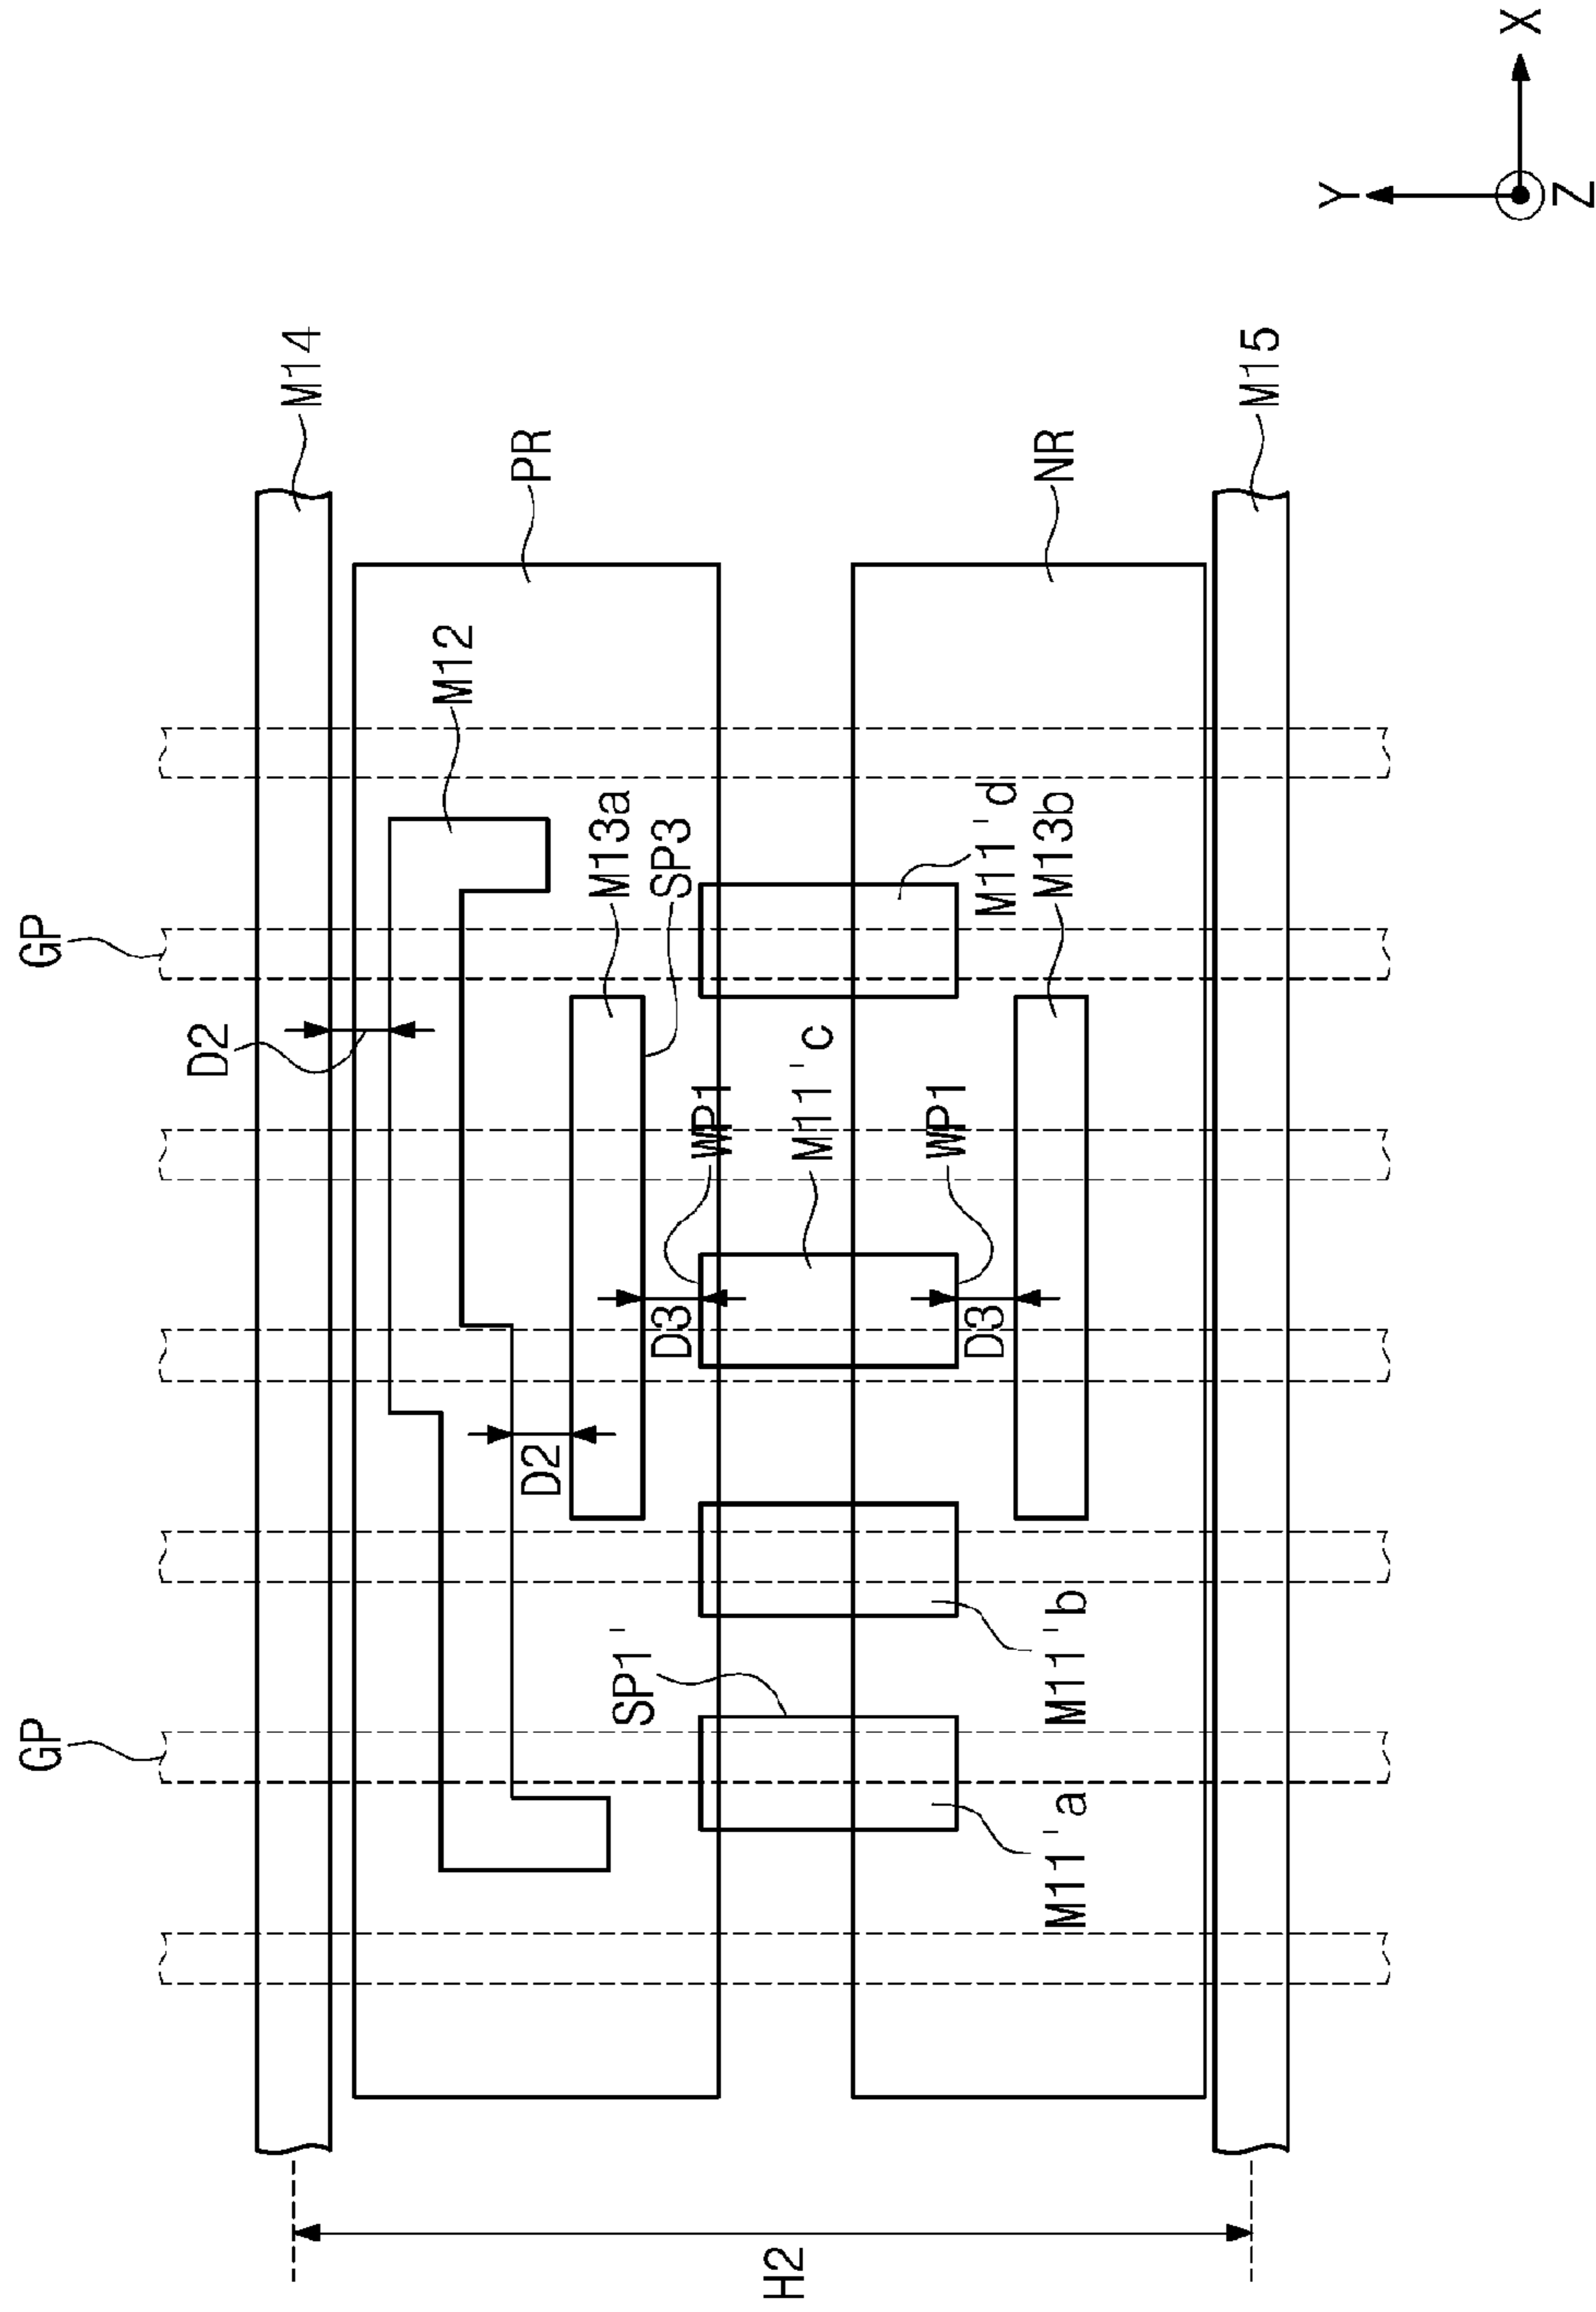 GP
GP
D2
M14
M12
PR
D2
M13a
SP3
SP1'
D3
WP1
M11'c
WP1
D3
M11'd
M13b
M11'a
M11'b
NR
M15
H2
Y
X
Z